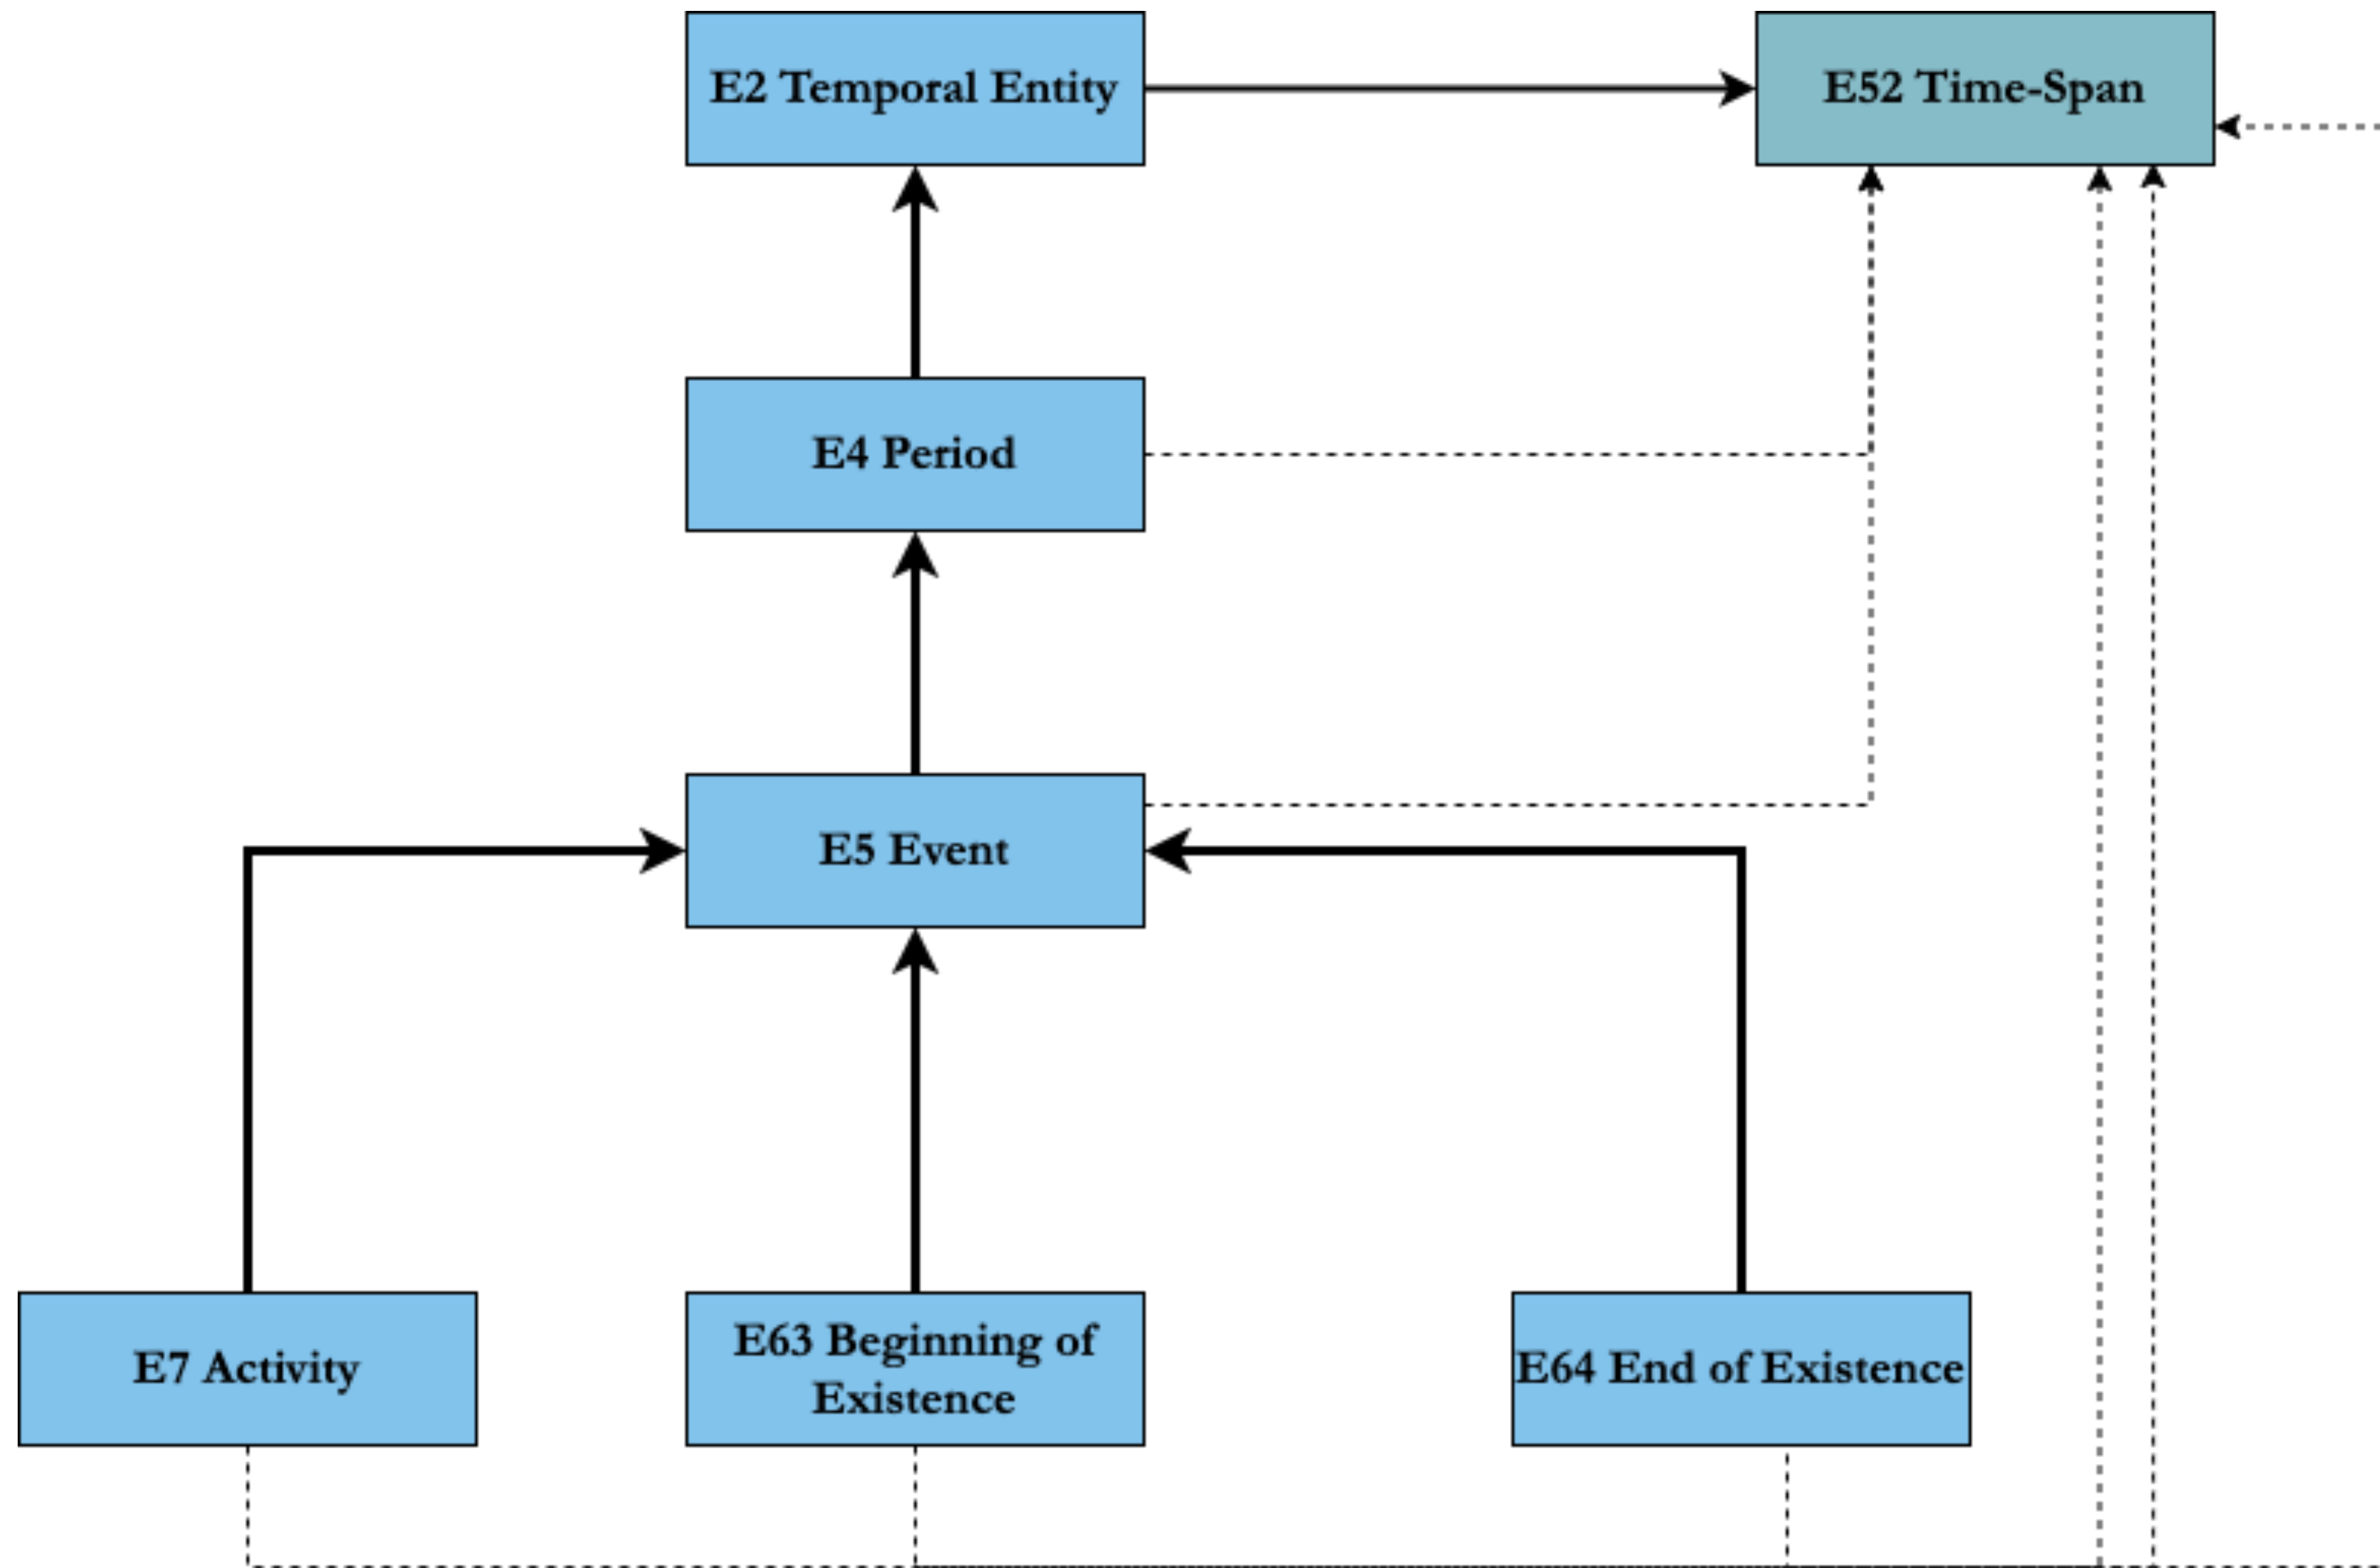 E2 Temporal Entity
E52 Time-Span
E4 Period
E5 Event
E7 Activity
E63 Beginning of
Existence
E64 End of Existence